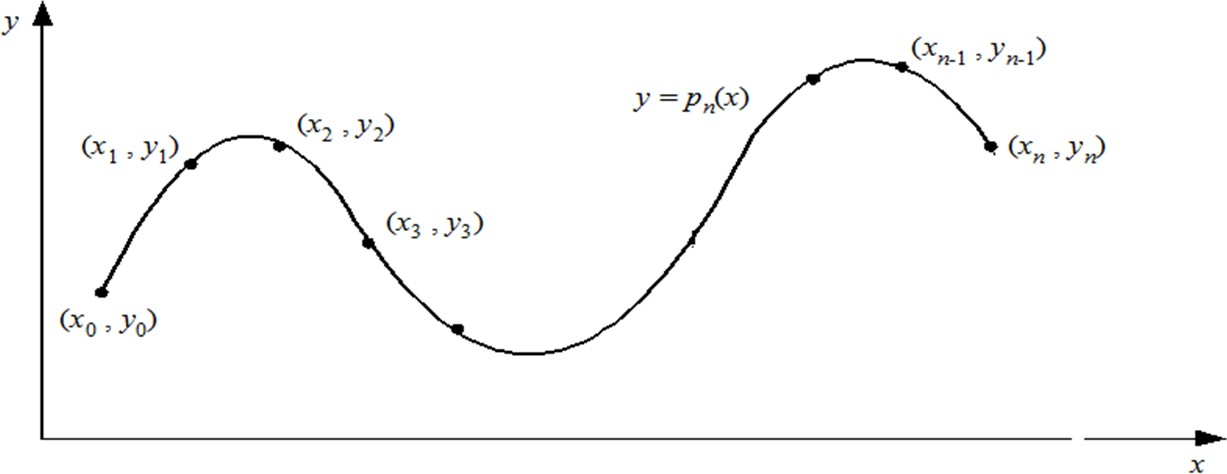 y
(xn-1 , yn-1)
y = pn(x)
(x2 , y2)
(x1 , y1)
(xn , yn)
(x3 , y3)
(x0 , y0)
x